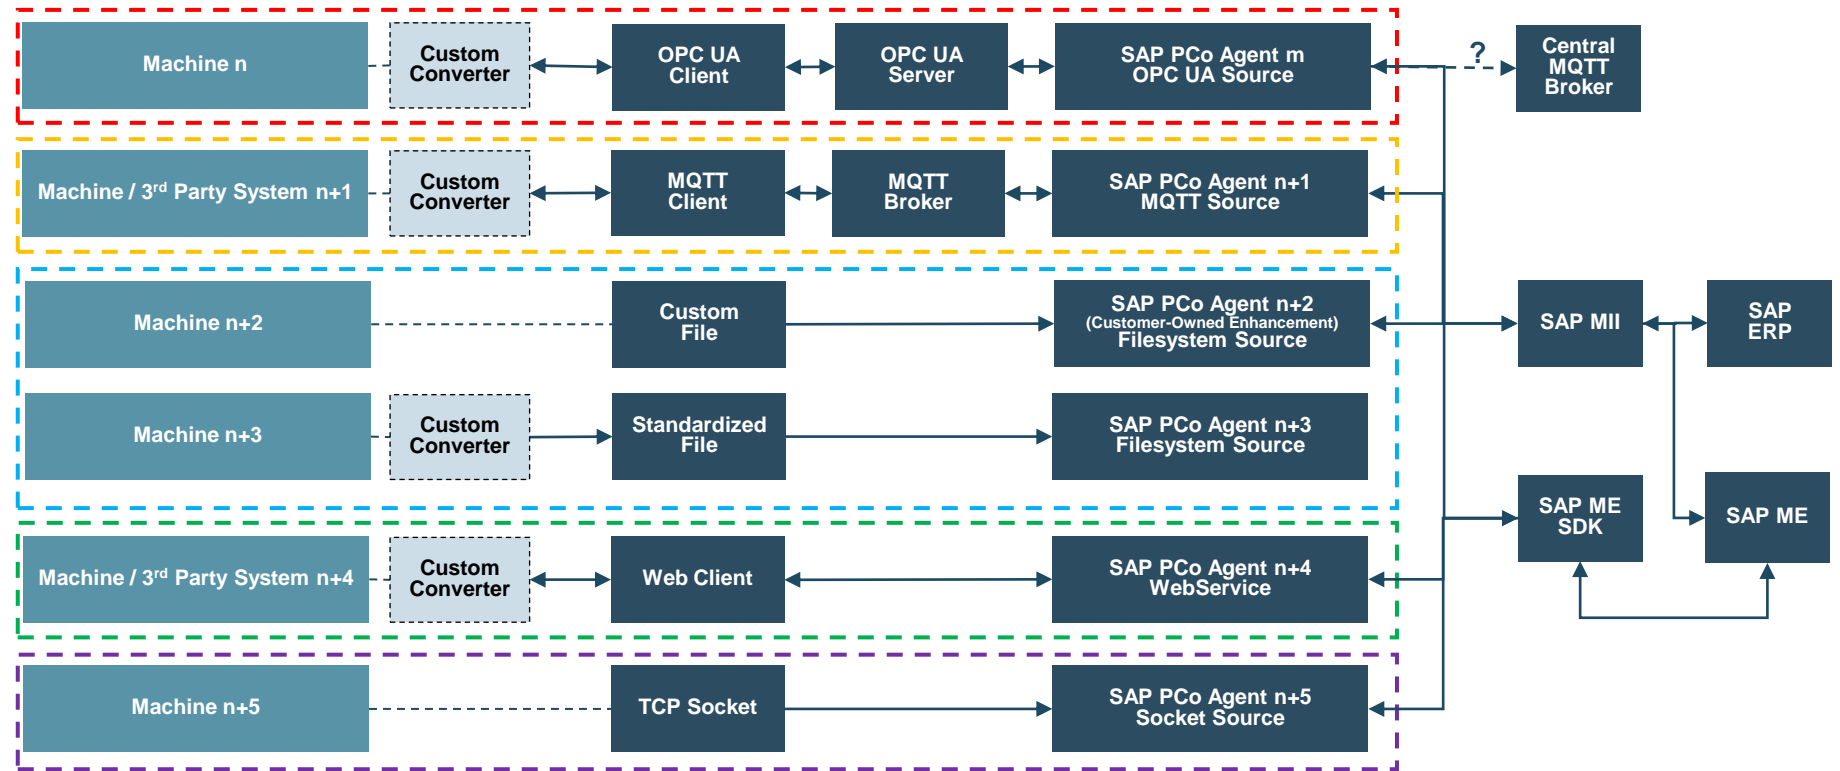 Machine n
Custom
Converter
OPC UA
Client
OPC UA
Server
SAP PCo Agent m
OPC UA Source
?
Central
MQTT
Broker
Machine / 3rd Party System n+1
Custom
Converter
MQTT
Client
MQTT
Broker
SAP PCo Agent n+1
MQTT Source
Machine n+2
Custom
File
SAP PCo Agent n+2
(Customer-Owned Enhancement)
Filesystem Source
SAP MII
SAP
ERP
Machine n+3
Custom
Converter
Standardized
File
SAP PCo Agent n+3
Filesystem Source
SAP ME
SDK
SAP ME
Machine / 3rd Party System n+4
Custom
Converter
Web Client
SAP PCo Agent n+4
WebService
Machine n+5
TCP Socket
SAP PCo Agent n+5
Socket Source